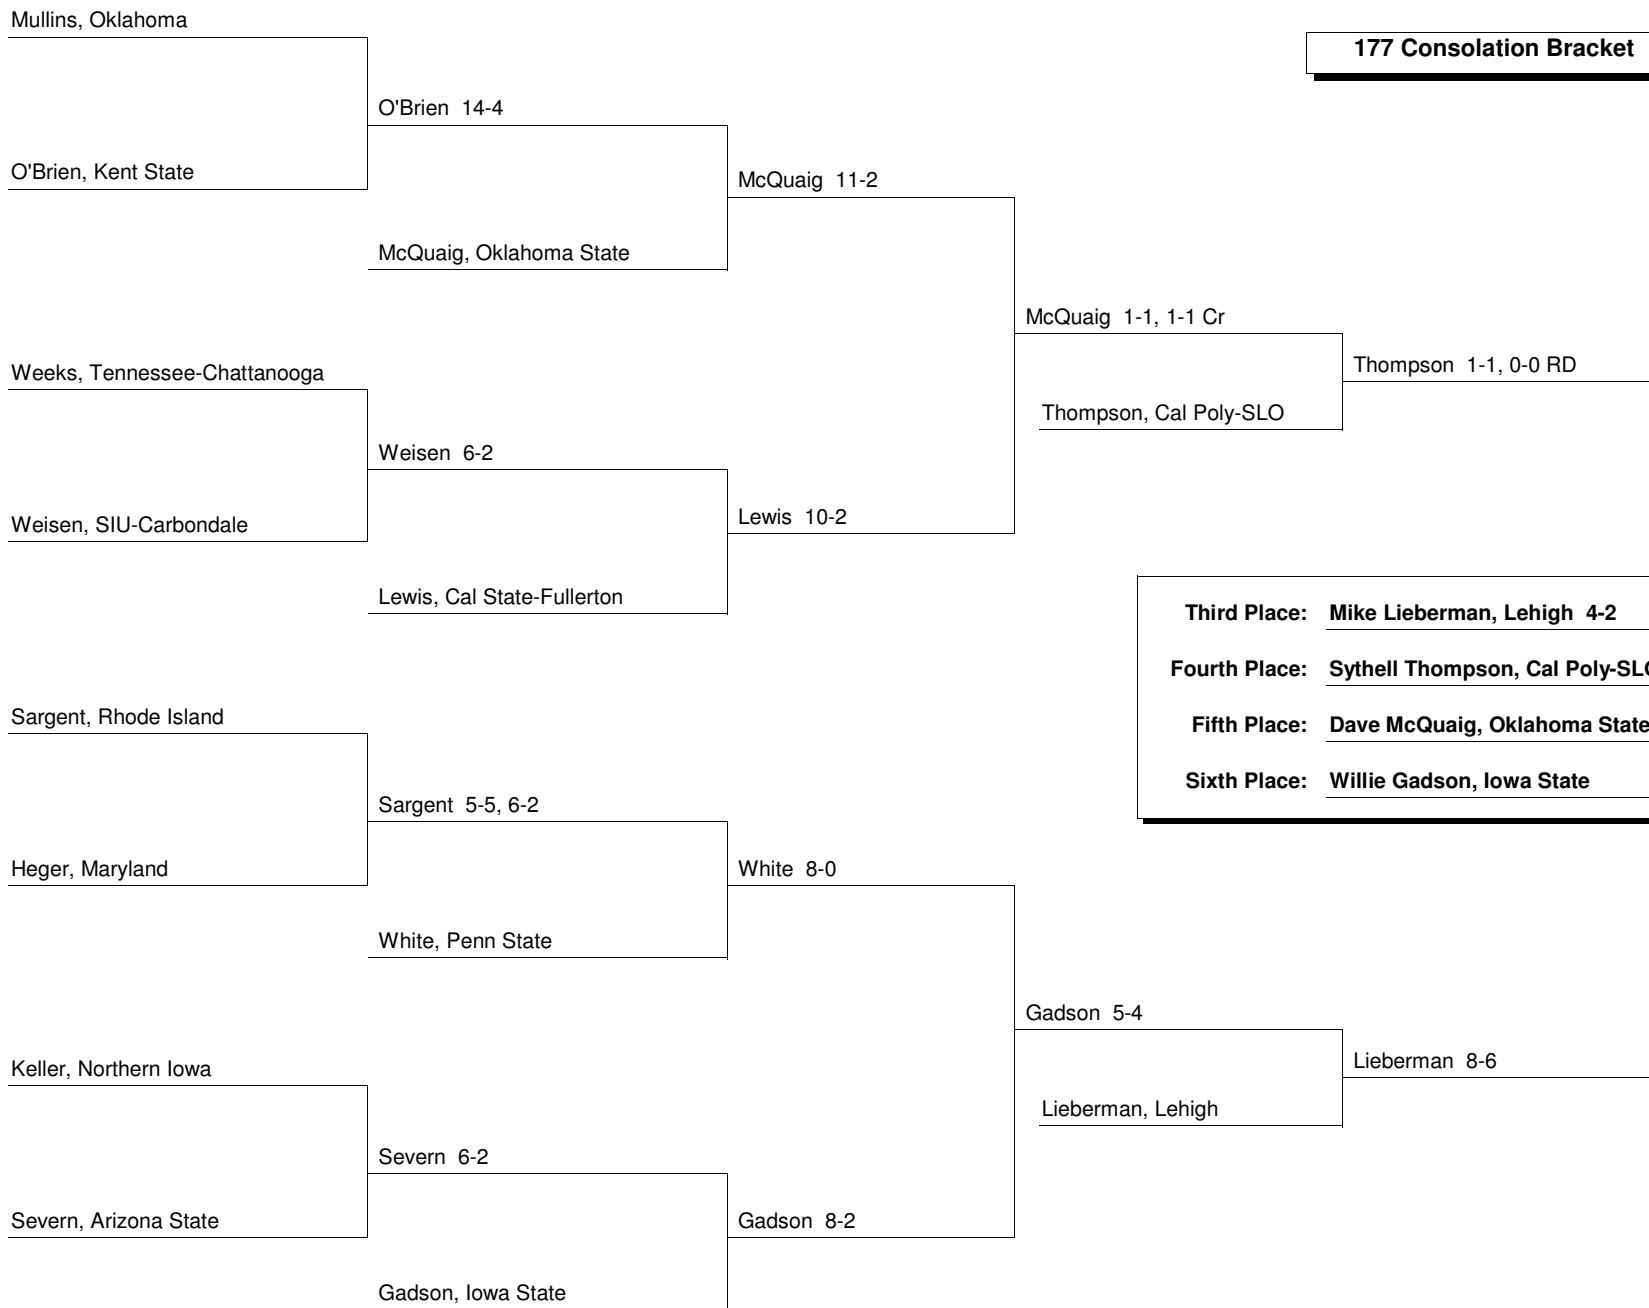 Mullins, Oklahoma
177 Consolation Bracket
O'Brien 14-4
O'Brien, Kent State
McQuaig 11-2
McQuaig, Oklahoma State
McQuaig 1-1, 1-1 Cr
Thompson 1-1, 0-0 RD
Weeks, Tennessee-Chattanooga
Thompson, Cal Poly-SLO
Weisen 6-2
Weisen, SIU-Carbondale
Lewis 10-2
Lewis, Cal State-Fullerton
Third Place: Mike Lieberman, Lehigh 4-2
Fourth Place: Sythell Thompson, Cal Poly-SLO
Fifth Place: Dave McQuaig, Oklahoma State
Sixth Place: Willie Gadson, Iowa State
Sargent, Rhode Island
Sargent 5-5, 6-2
Heger, Maryland
White 8-0
White, Penn State
Gadson 5-4
Keller, Northern Iowa
Lieberman 8-6
Lieberman, Lehigh
Severn 6-2
Severn, Arizona State
Gadson 8-2
Gadson, Iowa State